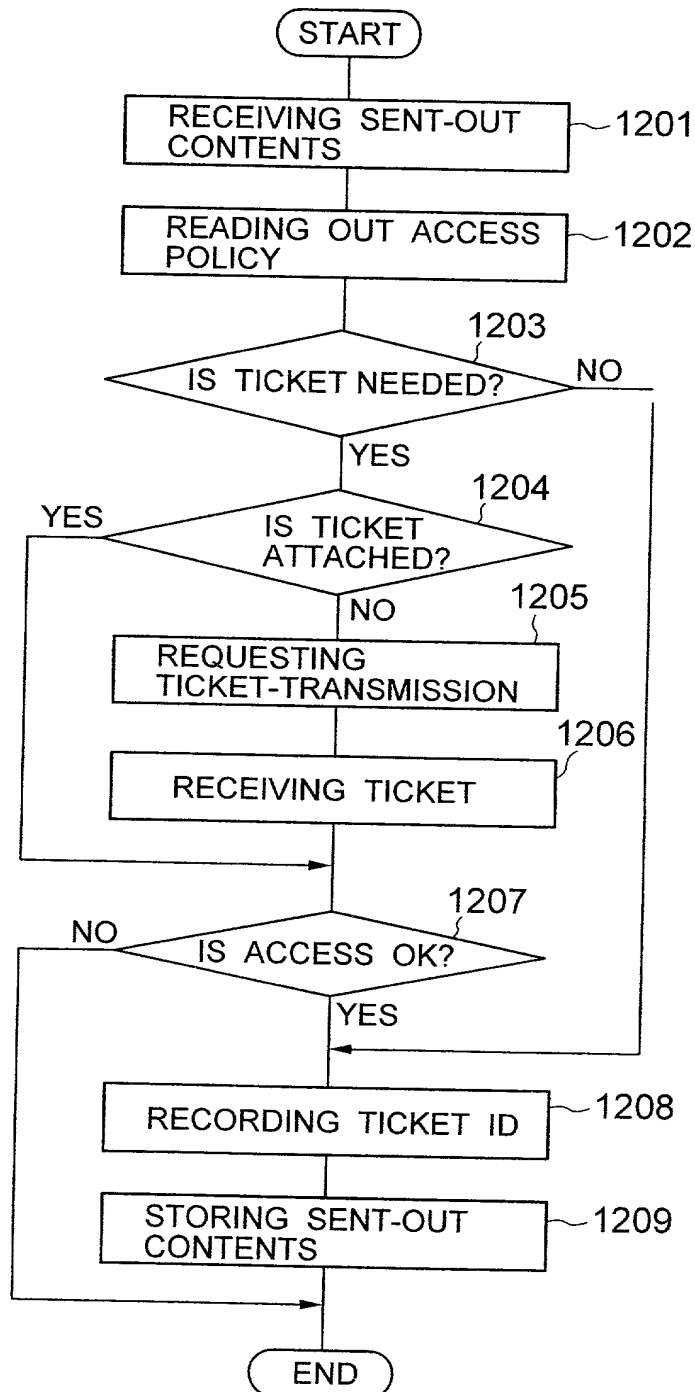 START
RECEIVING SENT-OUT
CONTENTS
1201
READING OUT ACCESS
POLICY
1202
1203
IS TICKET NEEDED?
NO
YES
1204
YES
IS TICKET
ATTACHED?
NO
1205
REQUESTING
TICKET-TRANSMISSION
1206
RECEIVING TICKET
1207
NO
IS ACCESS OK?
YES
RECORDING TICKET ID
1208
STORING SENT-OUT
CONTENTS
1209
END